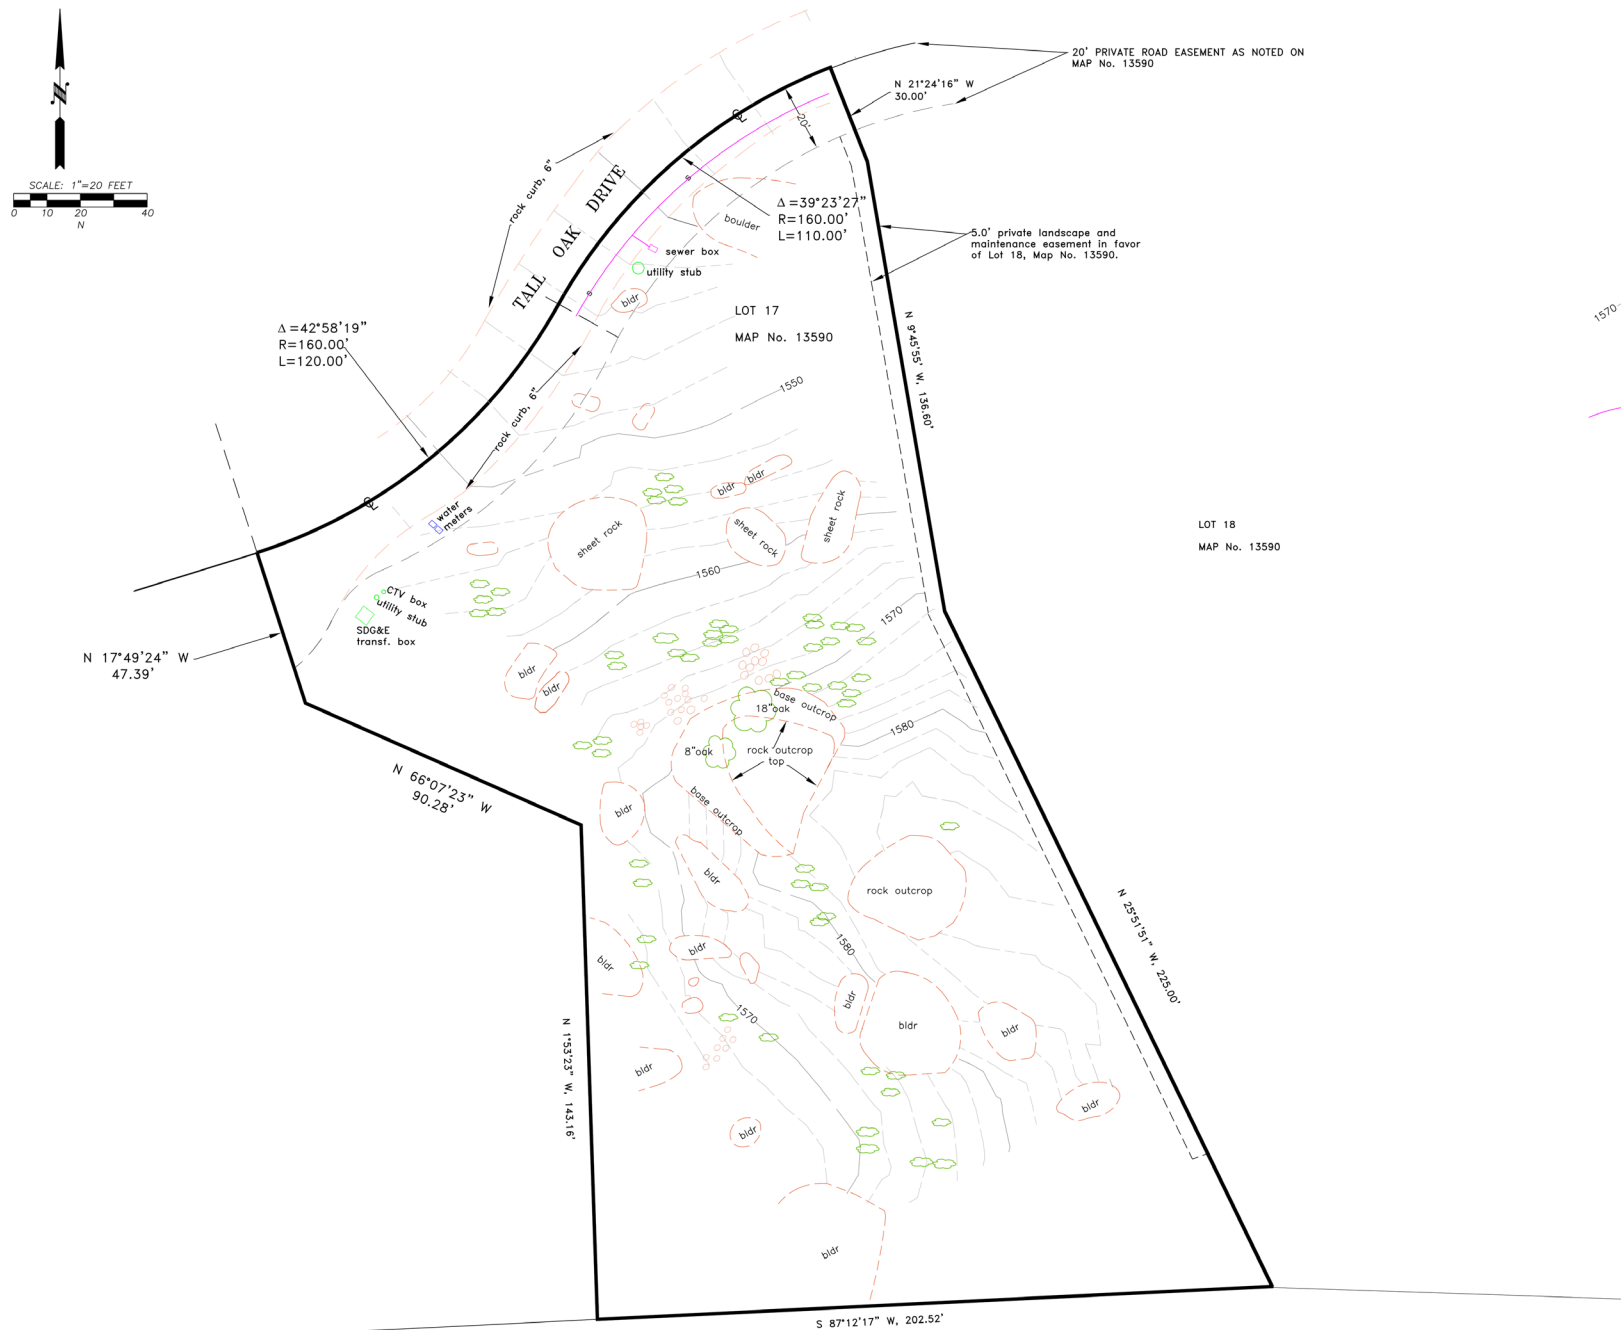 20' PRIVATE ROAD EASEMENT AS NOTED ON
MAP No. 13590
N 21°24'16" W
30.00'
N
SCALE: 1"=20 FEET
0 10 20 40
N
20'
rock curb, 6"
TALL OAK DRIVE
boulder
Δ=39°23'27"
R=160.00'
L=110.00'
s
sewer box
utility stub
s
bldr
5.0' private landscape and
maintenance easement in favor
of Lot 18, Map No. 13590.
LOT 17
MAP No. 13590
1570
Δ=42°58'19"
R=160.00'
L=120.00'
N 9°45'55" W, 136.60'
rock curb, 6"
1550
bldr
bldr
sheet rock
sheet rock
sheet rock
water
meters
LOT 18
MAP No. 13590
1560
CTV box
utility stub
SDG&E
transf. box
1570
N 17°49'24" W
47.39'
bldr
bldr
base outcrop
18"oak
1580
8"oak
rock outcrop
top
N 66°07'23" W
90.28'
base outcrop
bldr
bldr
rock outcrop
N 25°51'51" W, 225.00'
1580
bldr
bldr
bldr
1570
bldr
bldr
N 1°53'23" W, 143.16'
bldr
bldr
bldr
bldr
S 87°12'17" W, 202.52'